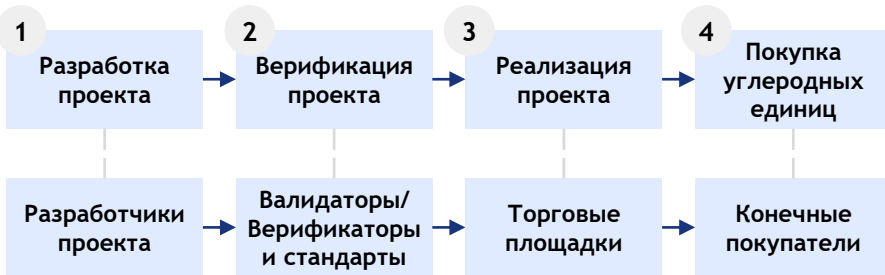 1
Разработка
проекта
2
Верификация
проекта
3
Реализация
проекта
4
Покупка
углеродных
единиц
Разработчики
проекта
Валидаторы/
Верификаторы
и стандарты
Торговые
площадки
Конечные
покупатели